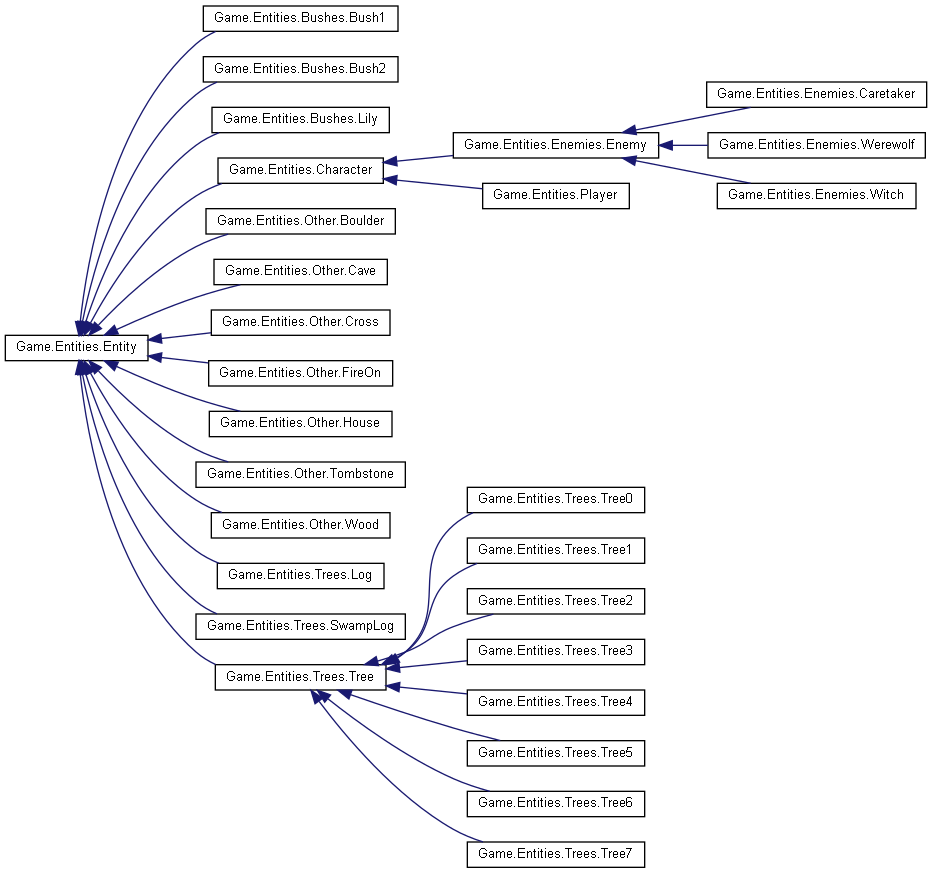 Game.Entities.Bushes.Bush1
Game.Entities.Bushes.Bush2
Game.Entities.Bushes.Lily
Game.Entities.Character
Game.Entities.Other.Boulder
Game.Entities.Other.Cave
Game.Entities.Other.Cross
Game.Entities.Entity
Game.Entities.Other.FireOn
Game.Entities.Other.House
Game.Entities.Other.Tombstone
Game.Entities.Other.Wood
Game.Entities.Trees.Log
Game.Entities.Trees.SwampLog
Game.Entities.Trees.Tree
Game.Entities.Enemies.Enemy
Game.Entities.Player
Game.Entities.Enemies.Caretaker
Game.Entities.Enemies.Werewolf
Game.Entities.Enemies.Witch
Game.Entities.Trees.Tree0
Game.Entities.Trees.Tree1
Game.Entities.Trees.Tree2
Game.Entities.Trees.Tree3
Game.Entities.Trees.Tree4
Game.Entities.Trees.Tree5
Game.Entities.Trees.Tree6
Game.Entities.Trees.Tree7